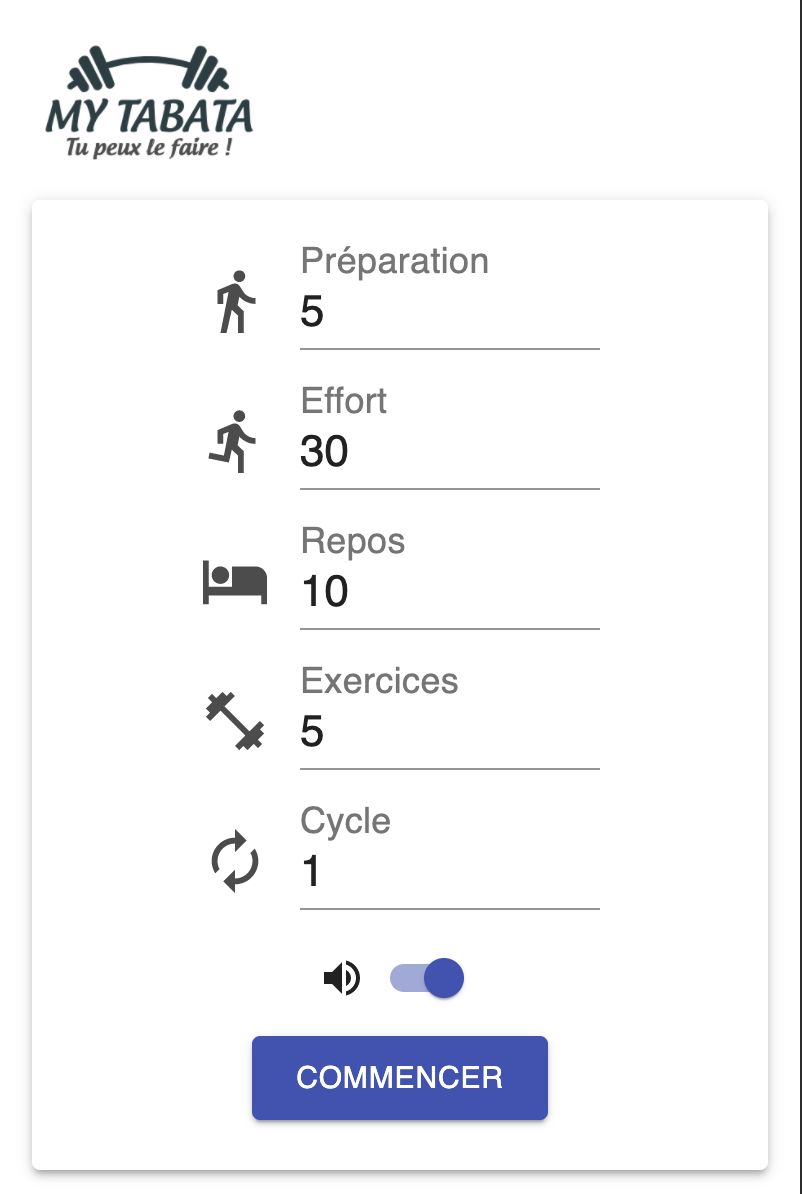 MY TABATA
Tu peux le faire !
Préparation
5
Effort
30
Repos
10
Exercices
5
Cycle
1
COMMENCER